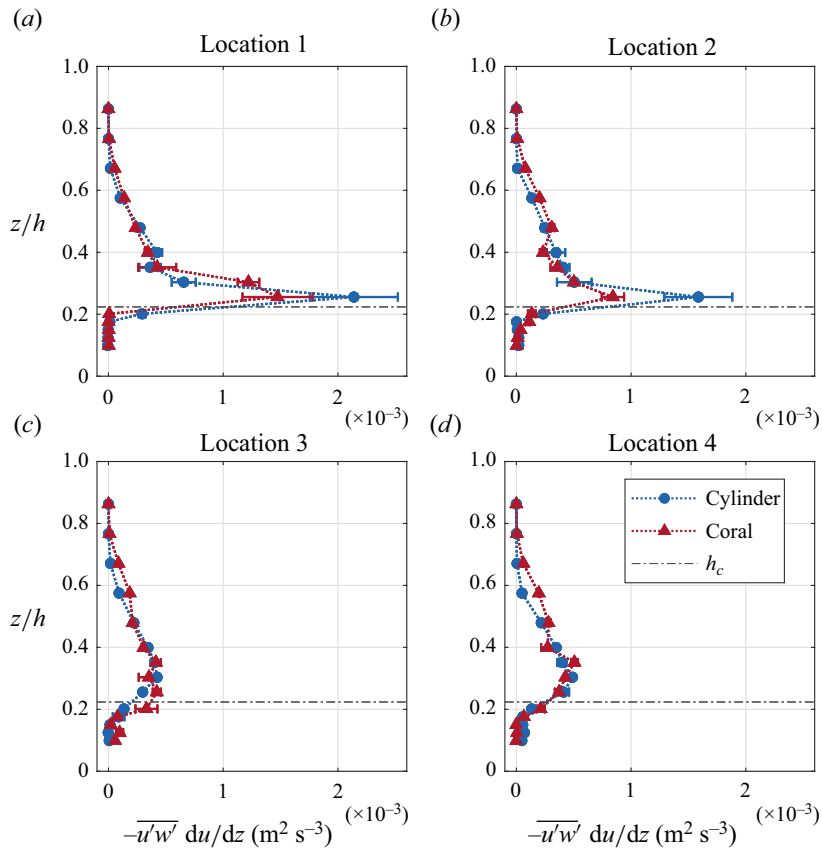 (a)
(b)
Location 1
Location 2
1.0
0.8
0.6
z/h
0.4
0.2
0
0
1
2
(×10⁻³)
1.0
0.8
0.6
0.4
0.2
0
0
1
2
(×10⁻³)
(c)
(d)
Location 3
Location 4
1.0
0.8
0.6
z/h
0.4
0.2
0
0
1
2
(×10⁻³)
−u′w′ du/dz (m² s⁻³)
1.0
0.8
0.6
0.4
0.2
0
Cylinder
Coral
h_c
0
1
2
(×10⁻³)
−u′w′ du/dz (m² s⁻³)